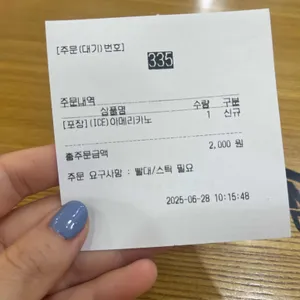 [주문(대기)번호]
335
주문내역
상품명 수량 구분
[포장](ICE)아메리카노 1 신규
총주문금액 2,000 원
주문 요구사항 : 빨대/스틱 필요
2025-06-28 10:15:48